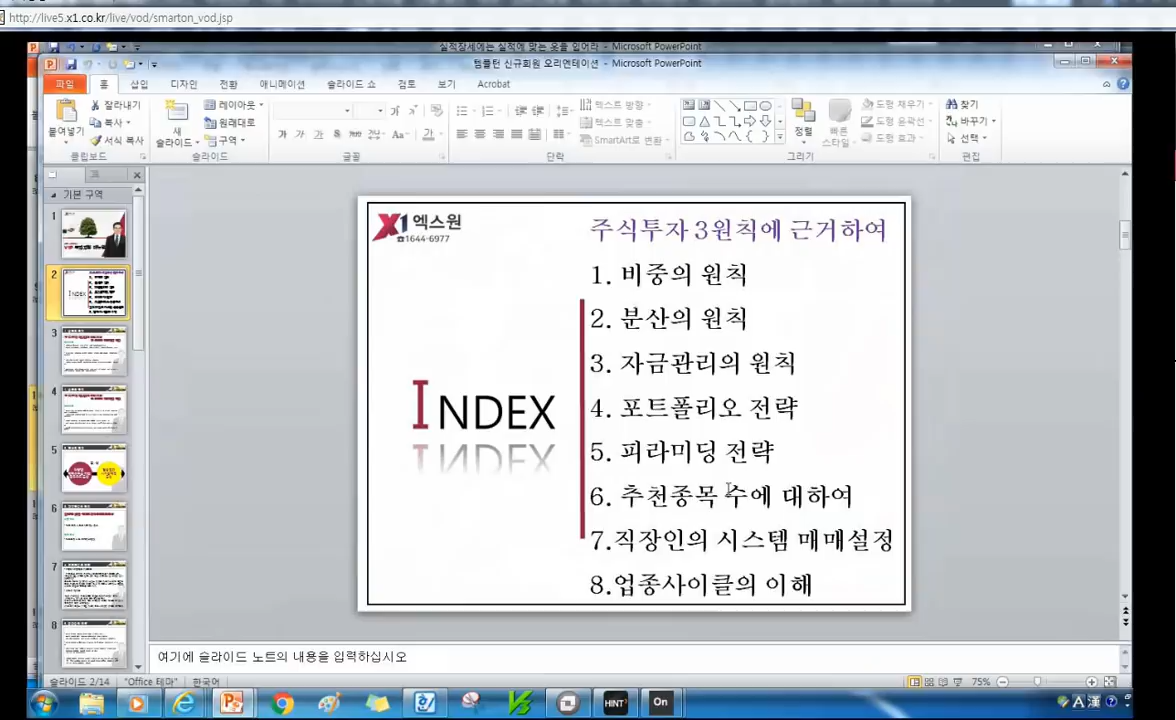 http://live5.x1.co.kr/live/vod/smarton_vod.jsp
실적장세에는 실적에 맞는 옷을 입어라 - Microsoft PowerPoint
템플턴 신규회원 오리엔테이션 - Microsoft PowerPoint
파일 홈 삽입 디자인 전환 애니메이션 슬라이드 쇼 검토 보기 Acrobat
붙여넣기 잘라내기 복사 서식 복사
새 슬라이드 레이아웃 원래대로 구역
텍스트 방향 텍스트 맞춤 SmartArt로 변환
정렬 빠른 스타일 도형 채우기 도형 윤곽선 도형 효과
찾기 바꾸기 선택
클립보드 슬라이드 글꼴 단락 그리기 편집
기본 구역
1
2
3
4
5
6
7
8
X1 엑스원
☎1644-6977
주식투자 3원칙에 근거하여
INDEX
1. 비중의 원칙
2. 분산의 원칙
3. 자금관리의 원칙
4. 포트폴리오 전략
5. 피라미딩 전략
6. 추천종목 수에 대하여
7.직장인의 시스템 매매설정
8.업종사이클의 이해
여기에 슬라이드 노트의 내용을 입력하십시오
슬라이드 2/14 "Office 테마" 한국어 75%
HINT
On
A 漢